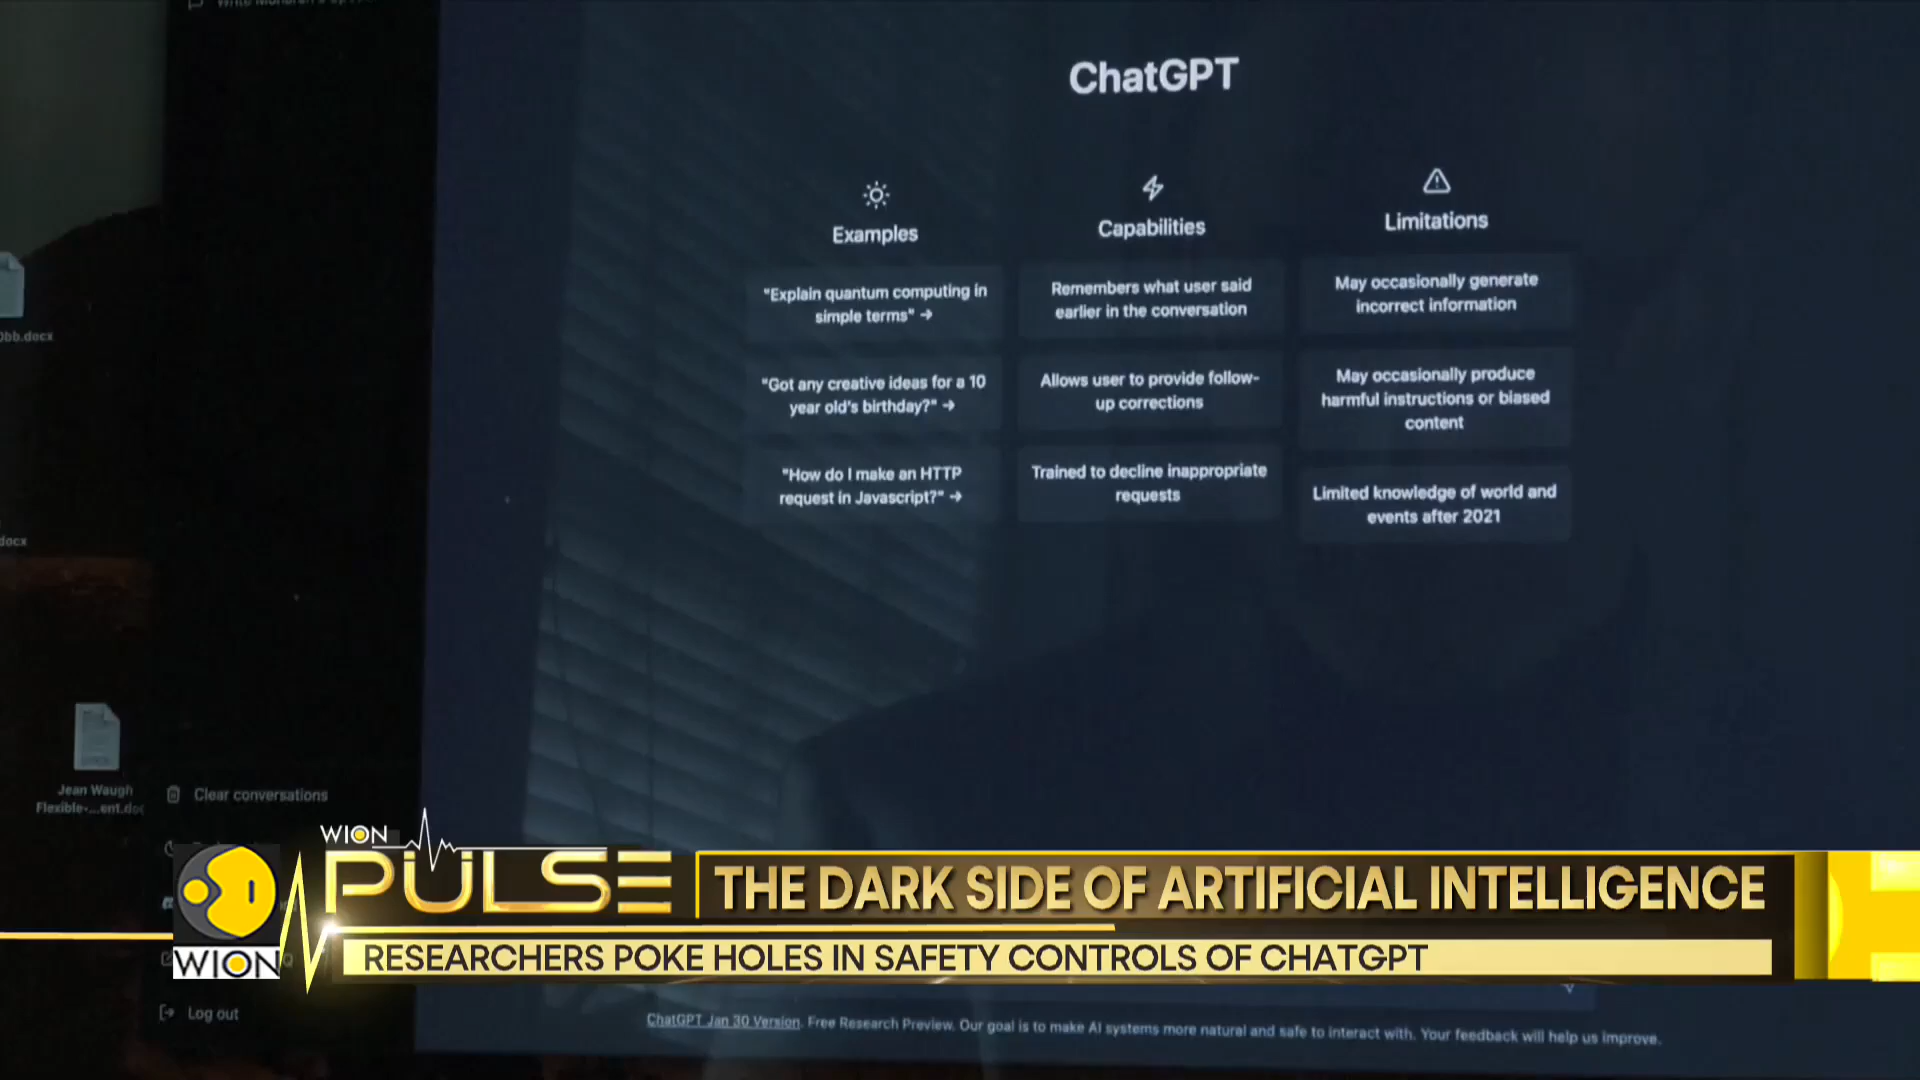 ChatGPT
Examples
Capabilities
Limitations
"Explain quantum computing in
simple terms" →
Remembers what user said
earlier in the conversation
May occasionally generate
incorrect information
"Got any creative ideas for a 10
year old's birthday?" →
Allows user to provide follow-
up corrections
May occasionally produce
harmful instructions or biased
content
"How do I make an HTTP
request in Javascript?" →
Trained to decline inappropriate
requests
Limited knowledge of world and
events after 2021
0bb.docx
docx
Jean Waugh
Flexible-...ent.doc
Clear conversations
WION
PULSE
THE DARK SIDE OF ARTIFICIAL INTELLIGENCE
WION
RESEARCHERS POKE HOLES IN SAFETY CONTROLS OF CHATGPT
Log out
ChatGPT Jan 30 Version. Free Research Preview. Our goal is to make AI systems more natural and safe to interact with. Your feedback will help us improve.